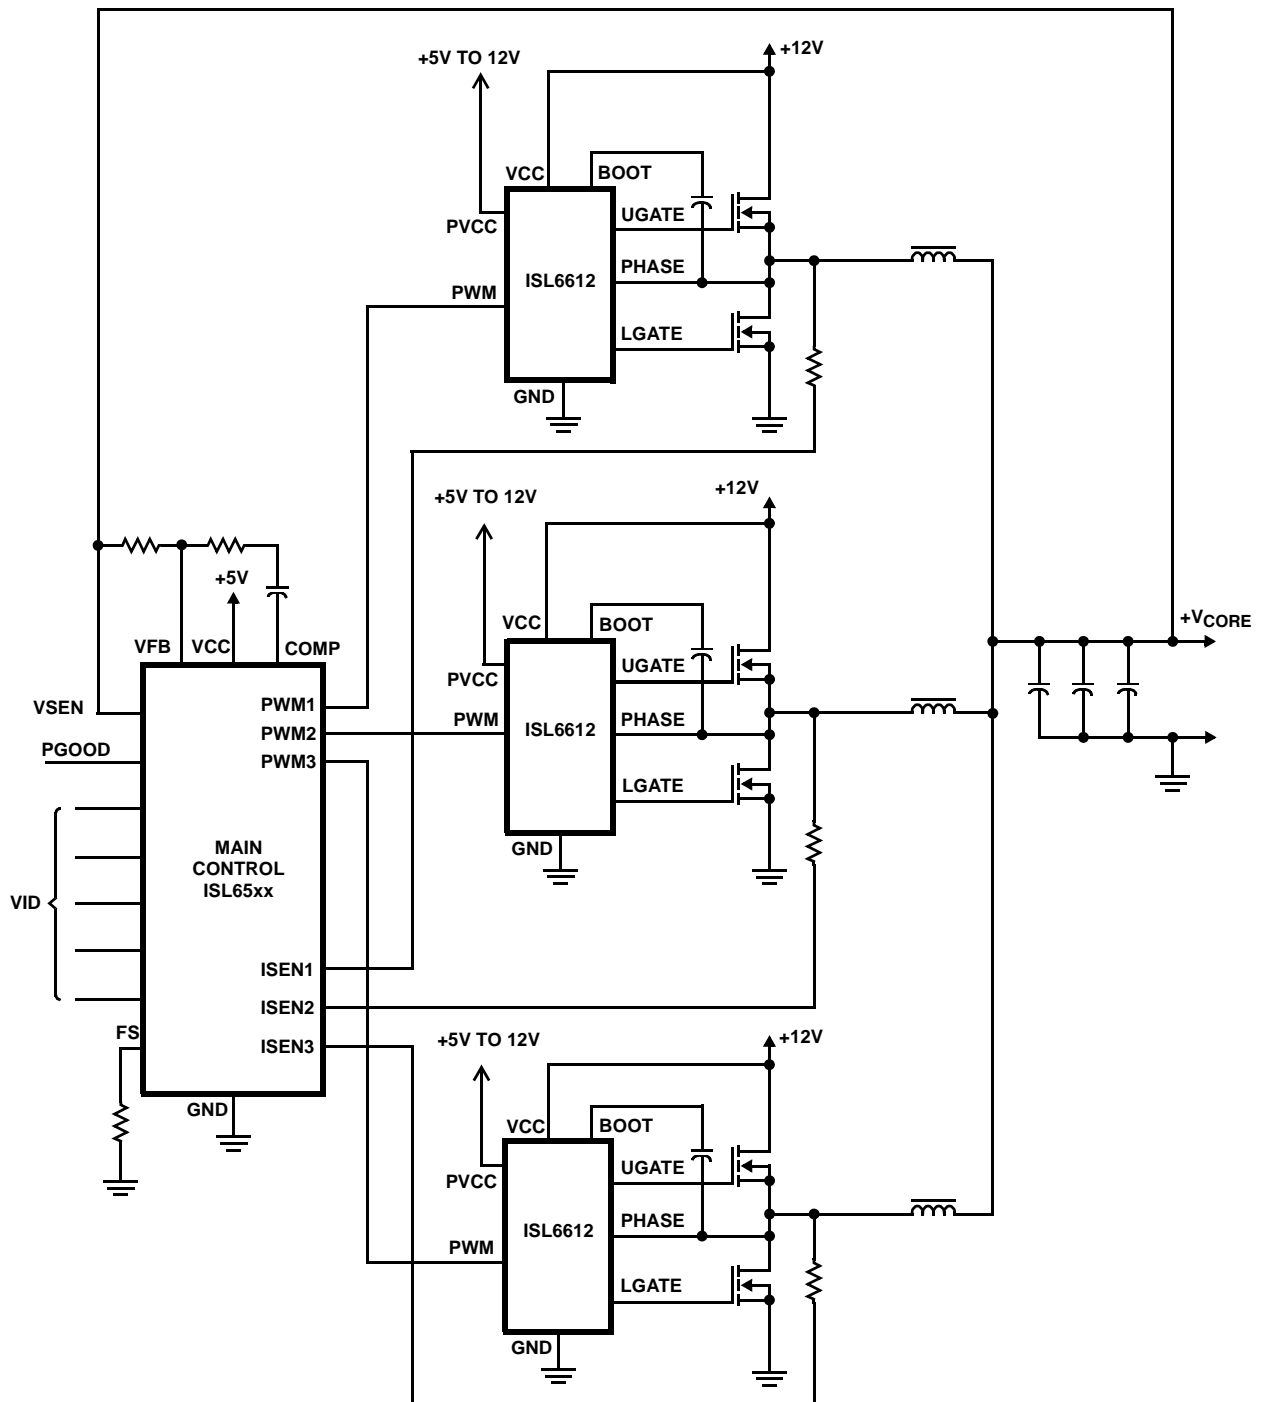 +12V
+5V TO 12V
VCC
BOOT
UGATE
PVCC
PHASE
ISL6612
PWM
LGATE
GND
+12V
+5V TO 12V
+5V
VCC
BOOT
+VCORE
VFB
VCC
COMP
UGATE
PVCC
VSEN
PWM1
PWM
PHASE
ISL6612
PWM2
PGOOD
PWM3
LGATE
MAIN
CONTROL
ISL65xx
GND
VID
ISEN1
ISEN2
FS
ISEN3
+5V TO 12V
+12V
GND
VCC
BOOT
UGATE
PVCC
PHASE
ISL6612
PWM
LGATE
GND